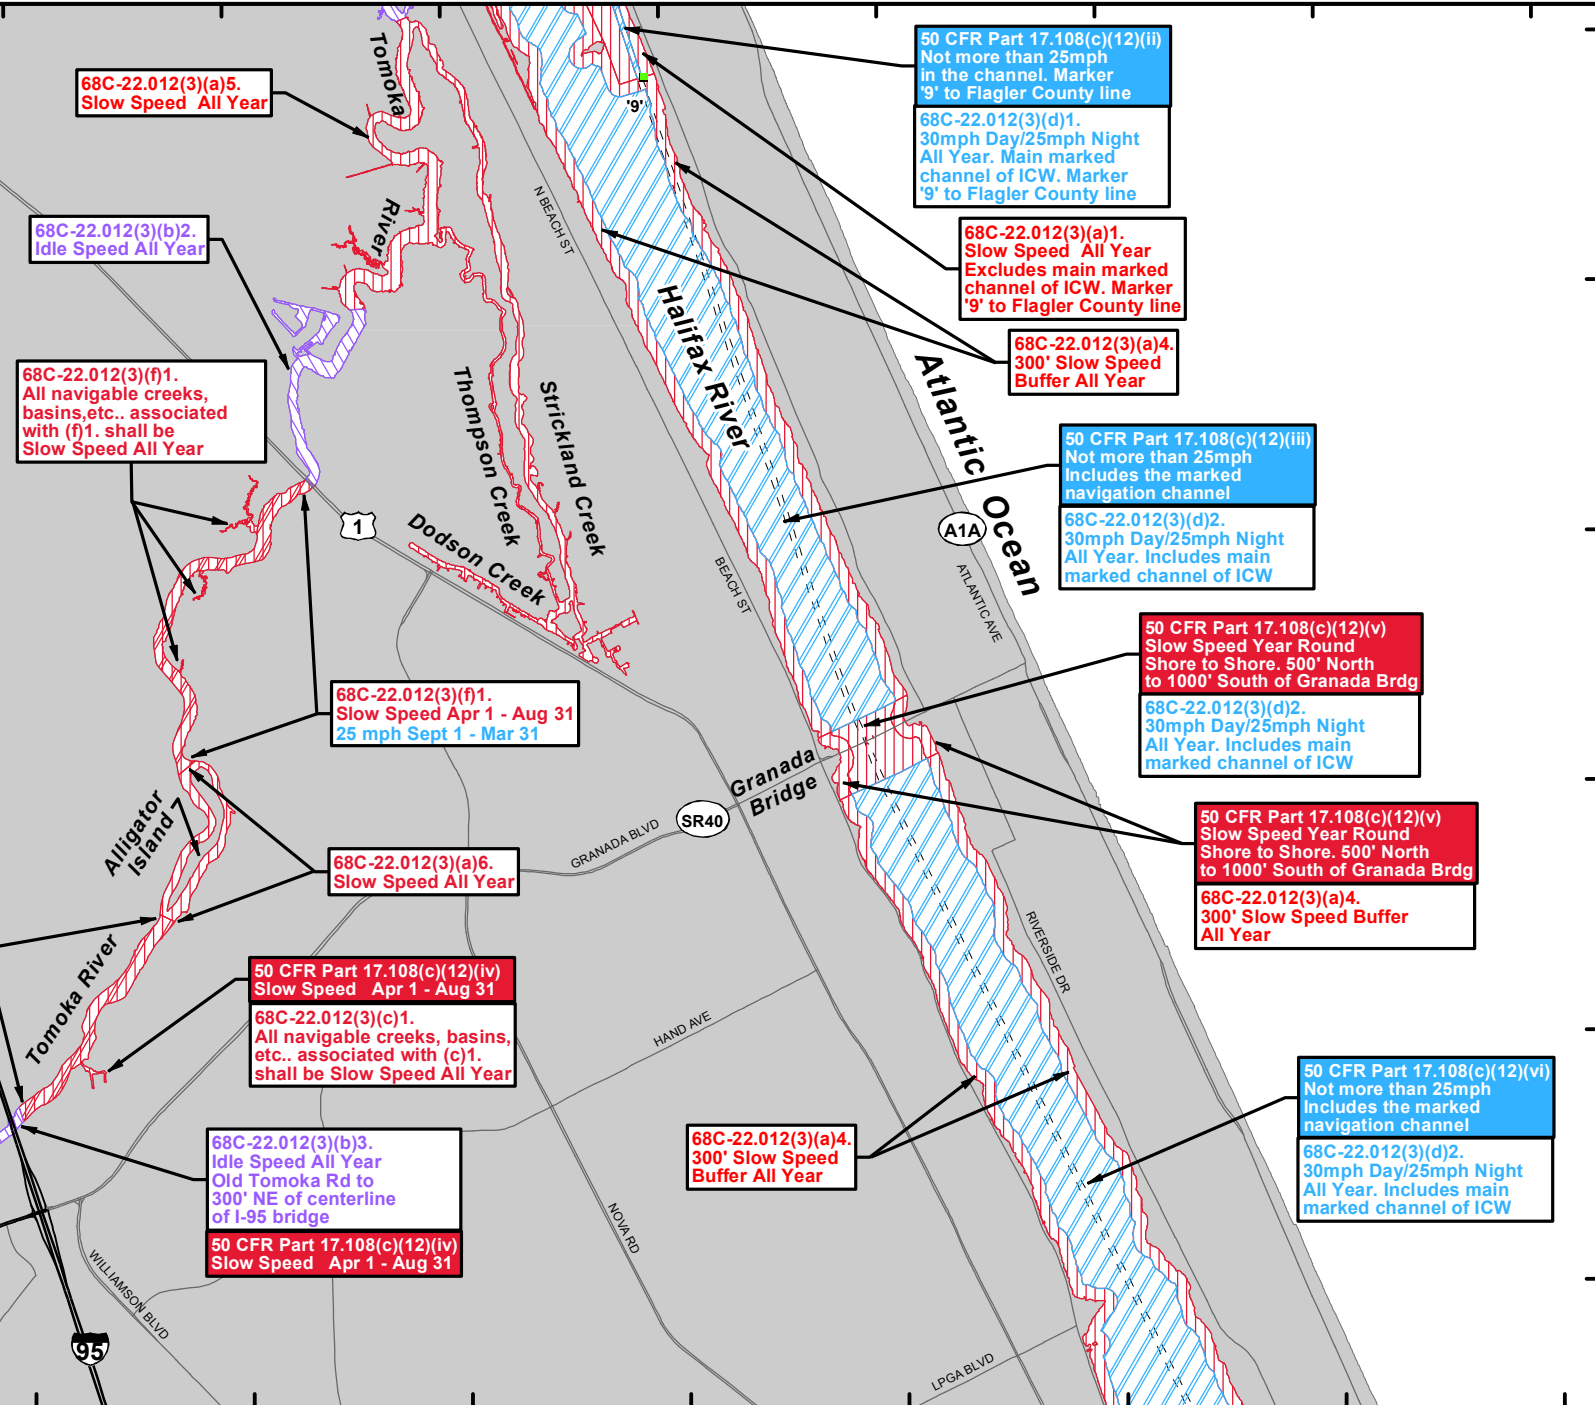 68C-22.012(3)(a)5.
Slow Speed  All Year
Tomoka
River
68C-22.012(3)(b)2.
Idle Speed All Year
68C-22.012(3)(f)1.
All navigable creeks,
basins,etc.. associated
with (f)1. shall be
Slow Speed All Year
'9'
N BEACH ST
50 CFR Part 17.108(c)(12)(ii)
Not more than 25mph
in the channel. Marker
'9' to Flagler County line
68C-22.012(3)(d)1.
30mph Day/25mph Night
All Year. Main marked
channel of ICW. Marker
'9' to Flagler County line
68C-22.012(3)(a)1.
Slow Speed  All Year
Excludes main marked
channel of ICW. Marker
'9' to Flagler County line
68C-22.012(3)(a)4.
300' Slow Speed
Buffer All Year
Halifax River
Atlantic Ocean
Thompson Creek
Strickland Creek
Dodson Creek
1
A1A
BEACH ST
ATLANTIC AVE
50 CFR Part 17.108(c)(12)(iii)
Not more than 25mph
Includes the marked
navigation channel
68C-22.012(3)(d)2.
30mph Day/25mph Night
All Year. Includes main
marked channel of ICW
50 CFR Part 17.108(c)(12)(v)
Slow Speed Year Round
Shore to Shore. 500' North
to 1000' South of Granada Brdg
68C-22.012(3)(d)2.
30mph Day/25mph Night
All Year. Includes main
marked channel of ICW
68C-22.012(3)(f)1.
Slow Speed Apr 1 - Aug 31
25 mph Sept 1 - Mar 31
Granada
Bridge
SR40
GRANADA BLVD
Alligator
Island
68C-22.012(3)(a)6.
Slow Speed All Year
50 CFR Part 17.108(c)(12)(v)
Slow Speed Year Round
Shore to Shore. 500' North
to 1000' South of Granada Brdg
68C-22.012(3)(a)4.
300' Slow Speed Buffer
All Year
Tomoka River
50 CFR Part 17.108(c)(12)(iv)
Slow Speed   Apr 1 - Aug 31
68C-22.012(3)(c)1.
All navigable creeks, basins,
etc.. associated with (c)1.
shall be Slow Speed All Year
HAND AVE
RIVERSIDE DR
68C-22.012(3)(b)3.
Idle Speed All Year
Old Tomoka Rd to
300' NE of centerline
of I-95 bridge
50 CFR Part 17.108(c)(12)(iv)
Slow Speed   Apr 1 - Aug 31
68C-22.012(3)(a)4.
300' Slow Speed
Buffer All Year
50 CFR Part 17.108(c)(12)(vi)
Not more than 25mph
Includes the marked
navigation channel
68C-22.012(3)(d)2.
30mph Day/25mph Night
All Year. Includes main
marked channel of ICW
NOVA RD
WILLIAMSON BLVD
95
LPGA BLVD